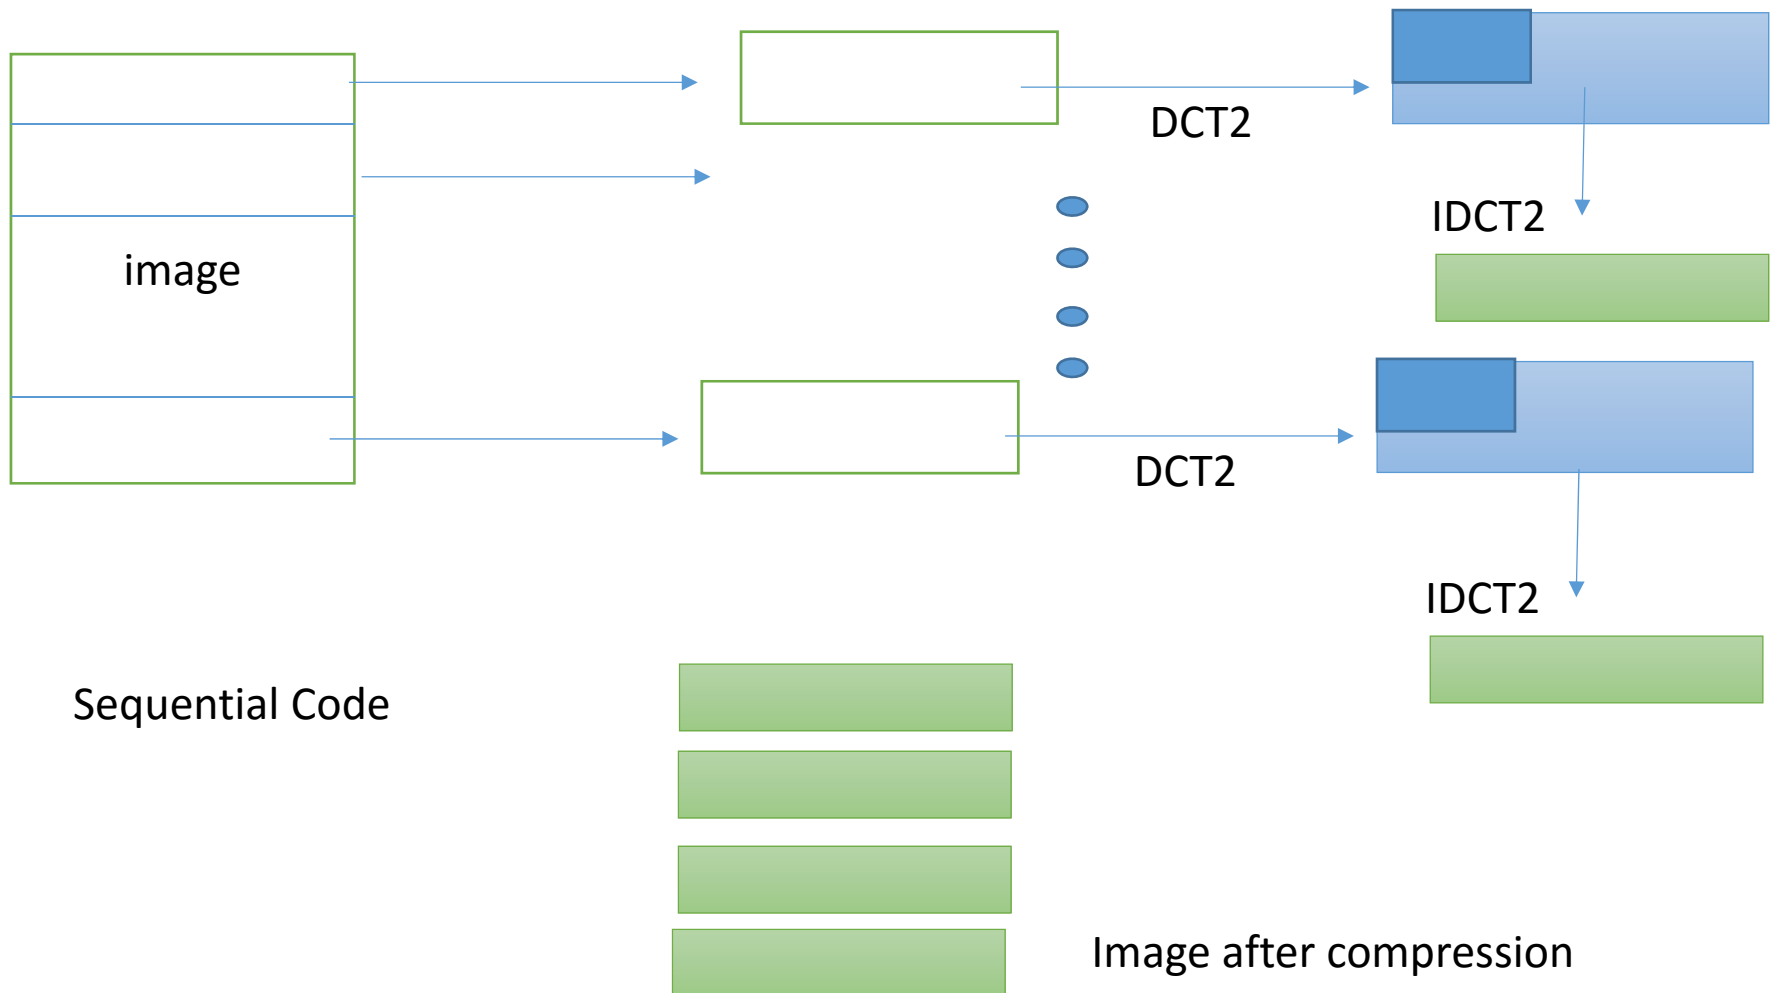 DCT2
IDCT2
image
DCT2
IDCT2
Sequential Code
Image after compression